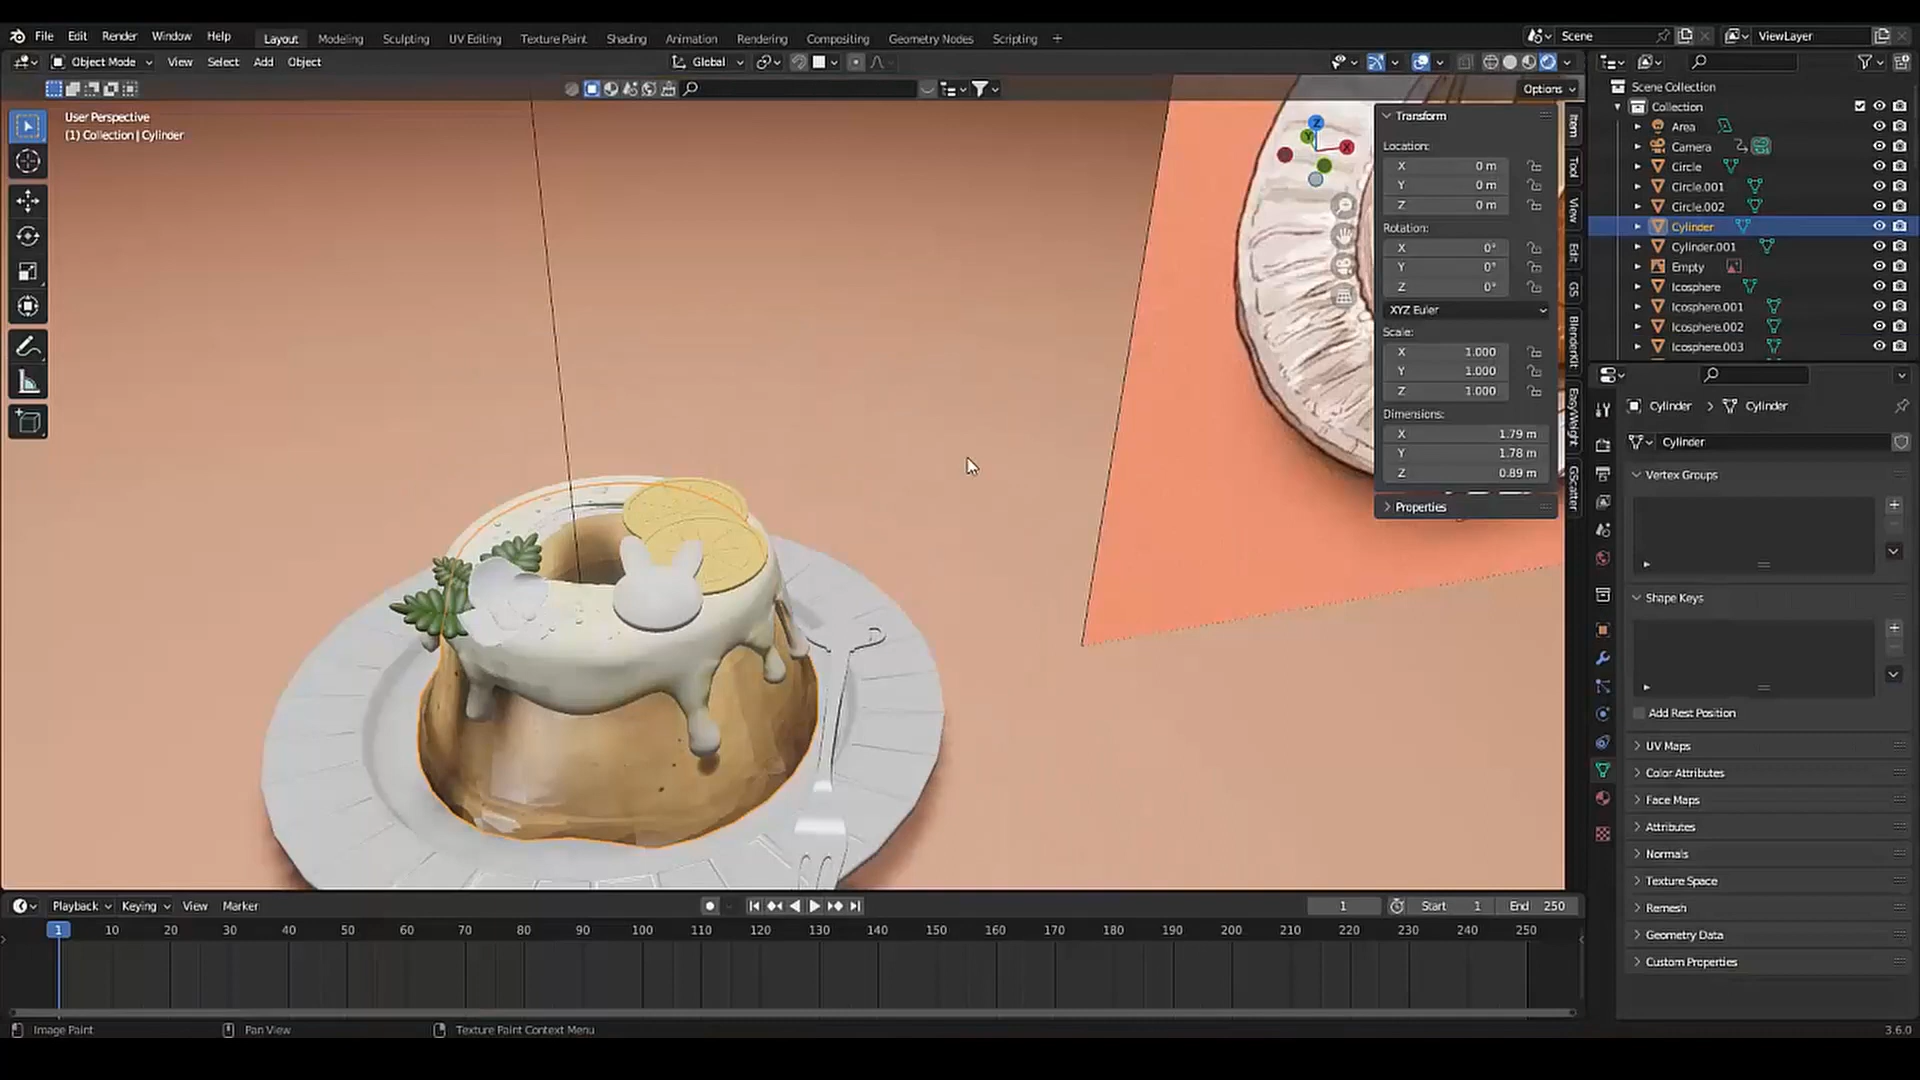 File Edit Render Window Help
Layout Modeling Sculpting UV Editing Texture Paint Shading Animation Rendering Compositing Geometry Nodes Scripting +
Scene
ViewLayer
Object Mode View Select Add Object
Global
Options
User Perspective
(1) Collection | Cylinder
Transform
Location:
X 0 m
Y 0 m
Z 0 m
Rotation:
X 0°
Y 0°
Z 0°
XYZ Euler
Scale:
X 1.000
Y 1.000
Z 1.000
Dimensions:
X 1.79 m
Y 1.78 m
Z 0.89 m
Properties
Item
Tool
View
Edit
GS
BlenderKit
EasyWeight
GScatter
Z
Y
X
Scene Collection
Collection
Area
Camera
Circle
Circle.001
Circle.002
Cylinder
Cylinder.001
Empty
Icosphere
Icosphere.001
Icosphere.002
Icosphere.003
Cylinder > Cylinder
Cylinder
Vertex Groups
Shape Keys
Add Rest Position
UV Maps
Color Attributes
Face Maps
Attributes
Normals
Texture Space
Remesh
Geometry Data
Custom Properties
Playback Keying View Marker
1
Start 1
End 250
1 10 20 30 40 50 60 70 80 90 100 110 120 130 140 150 160 170 180 190 200 210 220 230 240 250
Image Paint
Pan View
Texture Paint Context Menu
3.6.0